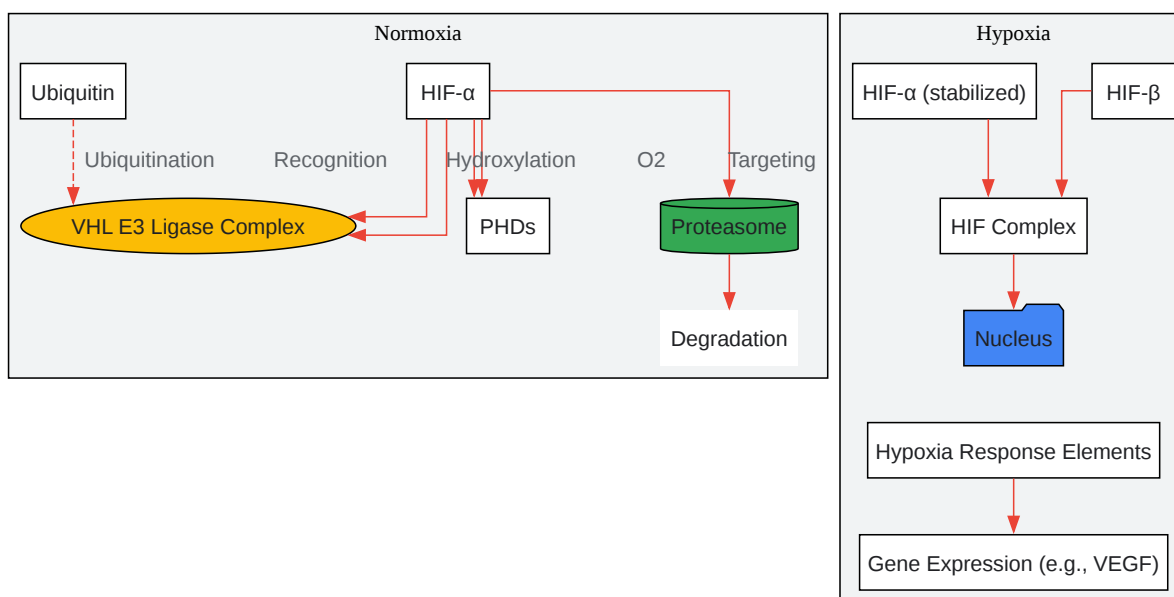 Normoxia
Ubiquitin
HIF-α
Ubiquitination
Recognition
Hydroxylation
O2
Targeting
VHL E3 Ligase Complex
PHDs
Proteasome
Degradation
Hypoxia
HIF-α (stabilized)
HIF-β
HIF Complex
Nucleus
Hypoxia Response Elements
Gene Expression (e.g., VEGF)